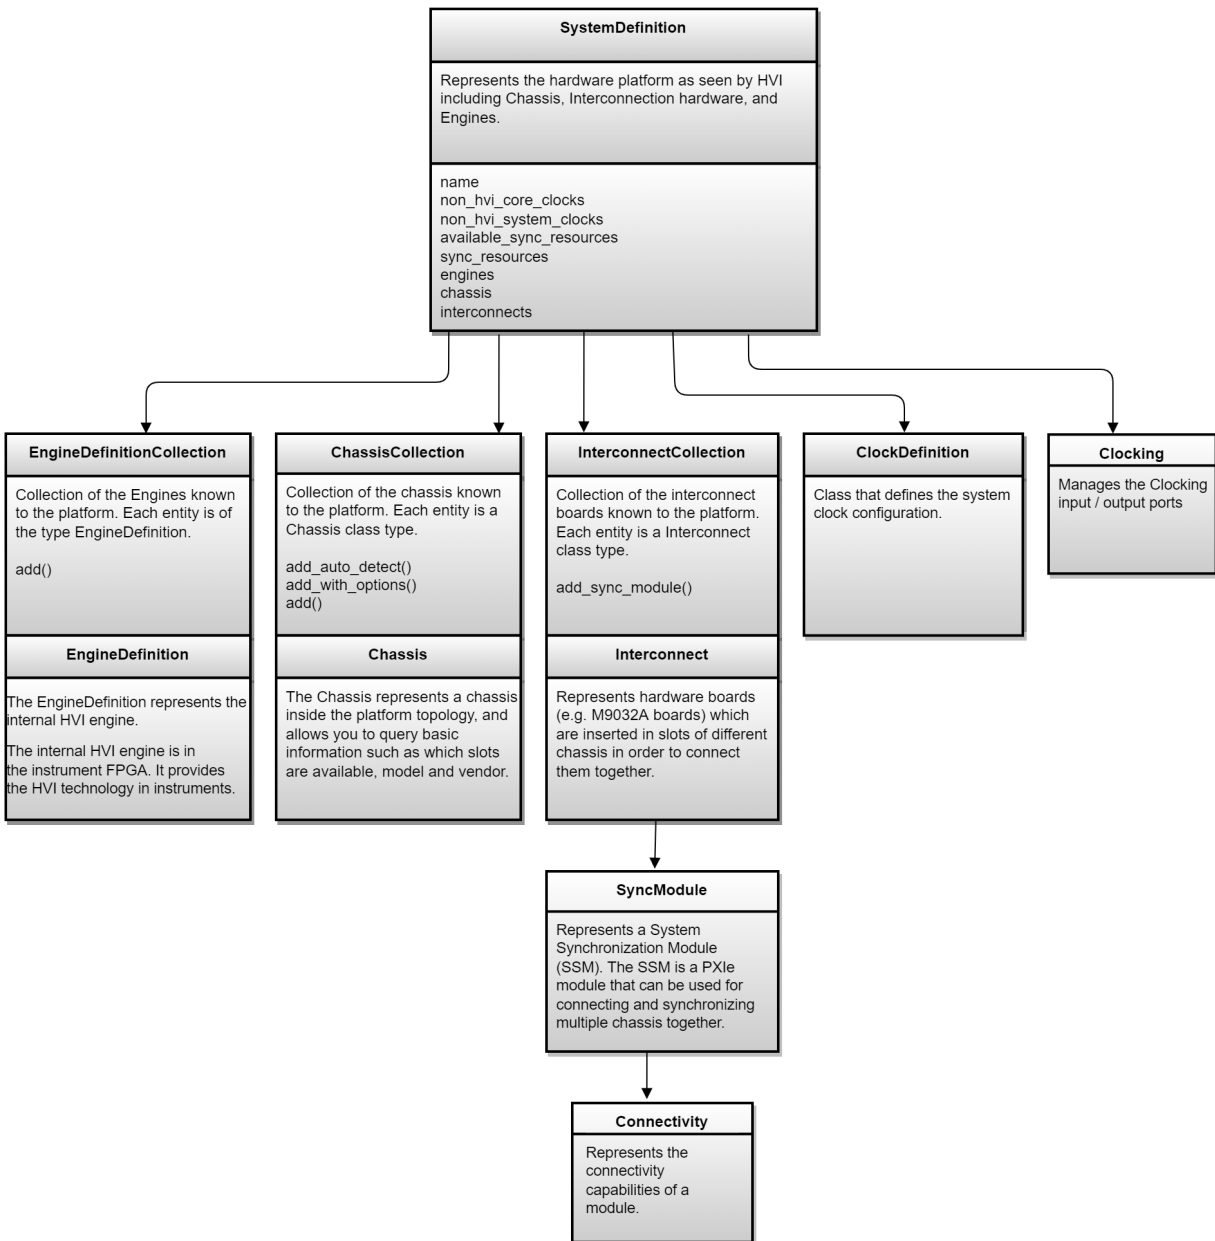 SystemDefinition
Represents the hardware platform as seen by HVI
including Chassis, Interconnection hardware, and
Engines.
name
non_hvi_core_clocks
non_hvi_system_clocks
available_sync_resources
sync_resources
engines
chassis
interconnects
EngineDefinitionCollection
Collection of the Engines known
to the platform. Each entity is of
the type EngineDefinition.
add()
EngineDefinition
The EngineDefinition represents the
internal HVI engine.
The internal HVI engine is in
the instrument FPGA. It provides
the HVI technology in instruments.
ChassisCollection
Collection of the chassis known
to the platform. Each entity is a
Chassis class type.
add_auto_detect()
add_with_options()
add()
Chassis
The Chassis represents a chassis
inside the platform topology, and
allows you to query basic
information such as which slots
are available, model and vendor.
InterconnectCollection
Collection of the interconnect
boards known to the platform.
Each entity is a Interconnect
class type.
add_sync_module()
Interconnect
Represents hardware boards
(e.g. M9032A boards) which
are inserted in slots of different
chassis in order to connect
them together.
ClockDefinition
Class that defines the system
clock configuration.
Clocking
Manages the Clocking
input / output ports
SyncModule
Represents a System
Synchronization Module
(SSM). The SSM is a PXIe
module that can be used for
connecting and synchronizing
multiple chassis together.
Connectivity
Represents the
connectivity
capabilities of a
module.